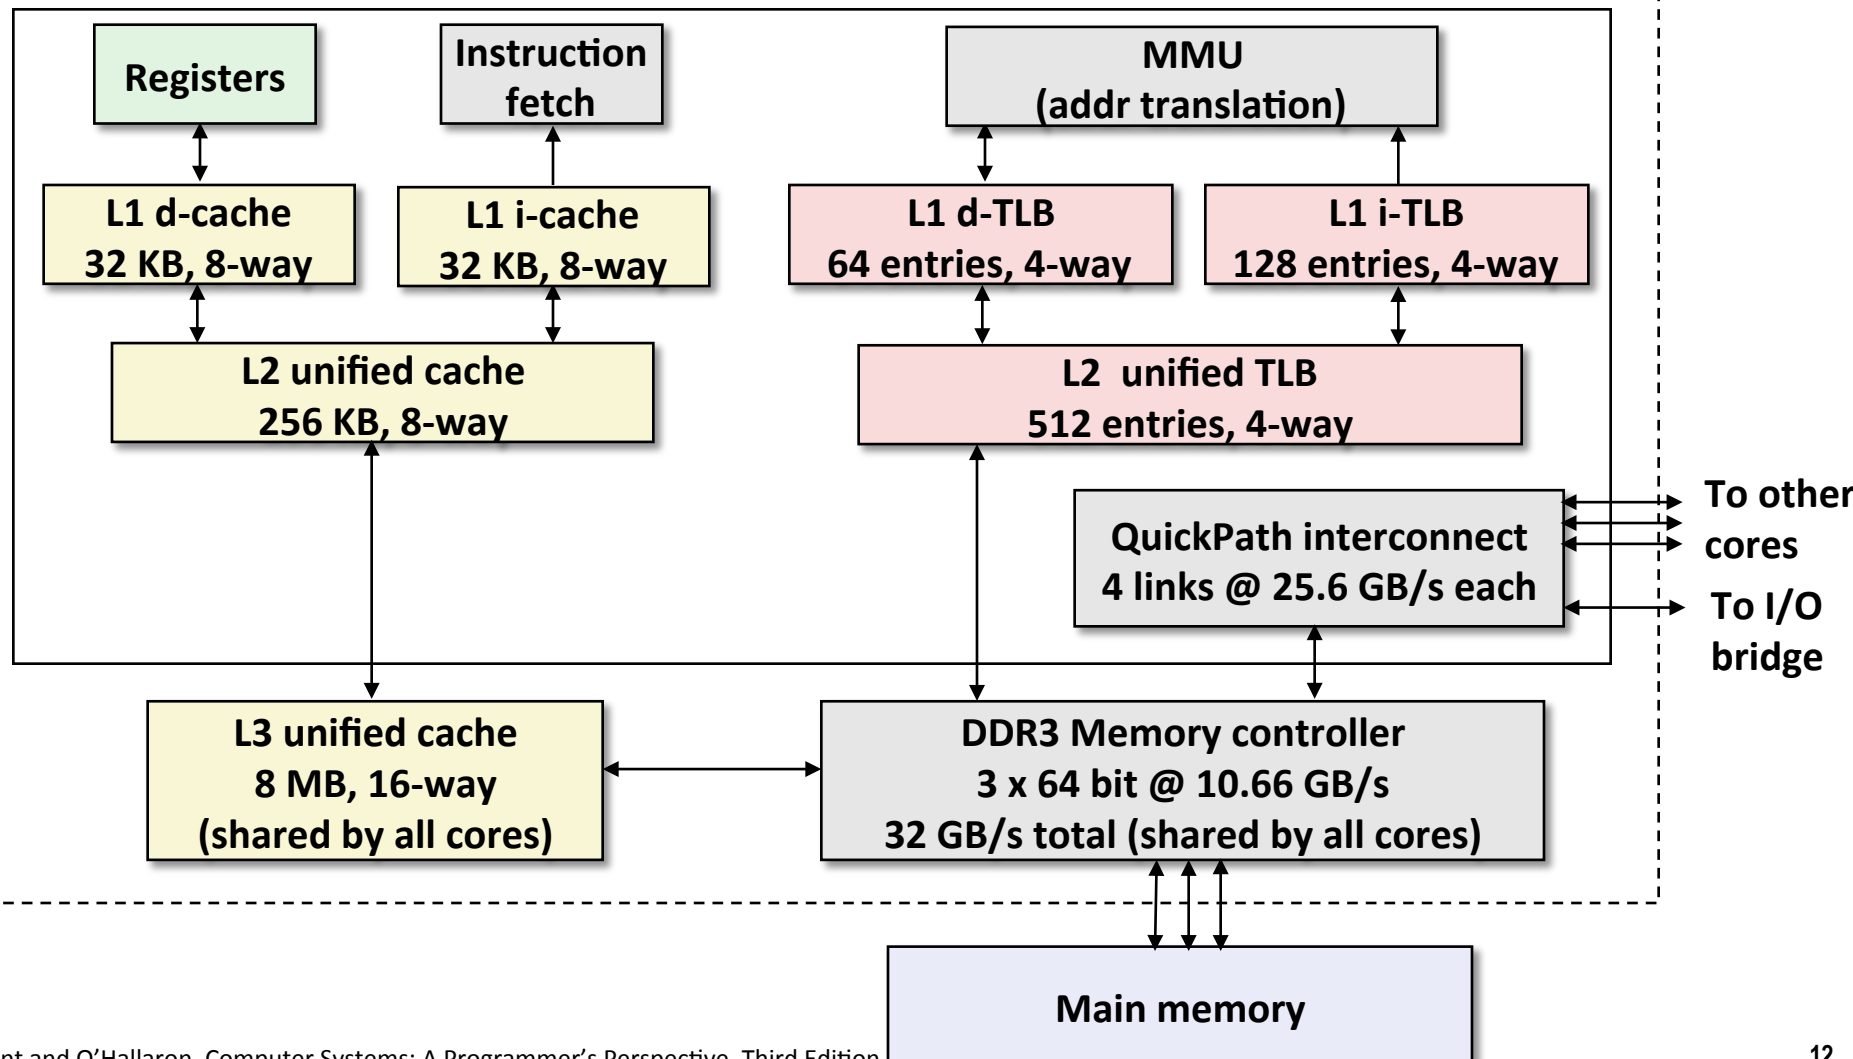 Registers
Instruction
fetch
MMU
(addr translation)
L1 d-cache
32 KB, 8-way
L1 i-cache
32 KB, 8-way
L1 d-TLB
64 entries, 4-way
L1 i-TLB
128 entries, 4-way
L2 unified cache
256 KB, 8-way
L2 unified TLB
512 entries, 4-way
QuickPath interconnect
4 links @ 25.6 GB/s each
To other
cores
To I/O
bridge
L3 unified cache
8 MB, 16-way
(shared by all cores)
DDR3 Memory controller
3 x 64 bit @ 10.66 GB/s
32 GB/s total (shared by all cores)
Main memory
and O'Hallaron, Computer Systems: A Programmer's Perspective, Third Edition
12